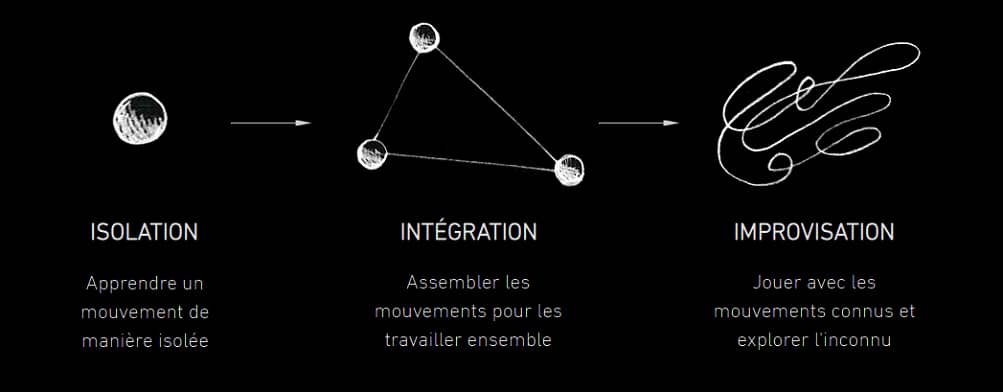 ISOLATION
Apprendre un
mouvement de
manière isolée
INTÉGRATION
Assembler les
mouvements pour les
travailler ensemble
IMPROVISATION
Jouer avec les
mouvements connus et
explorer l'inconnu